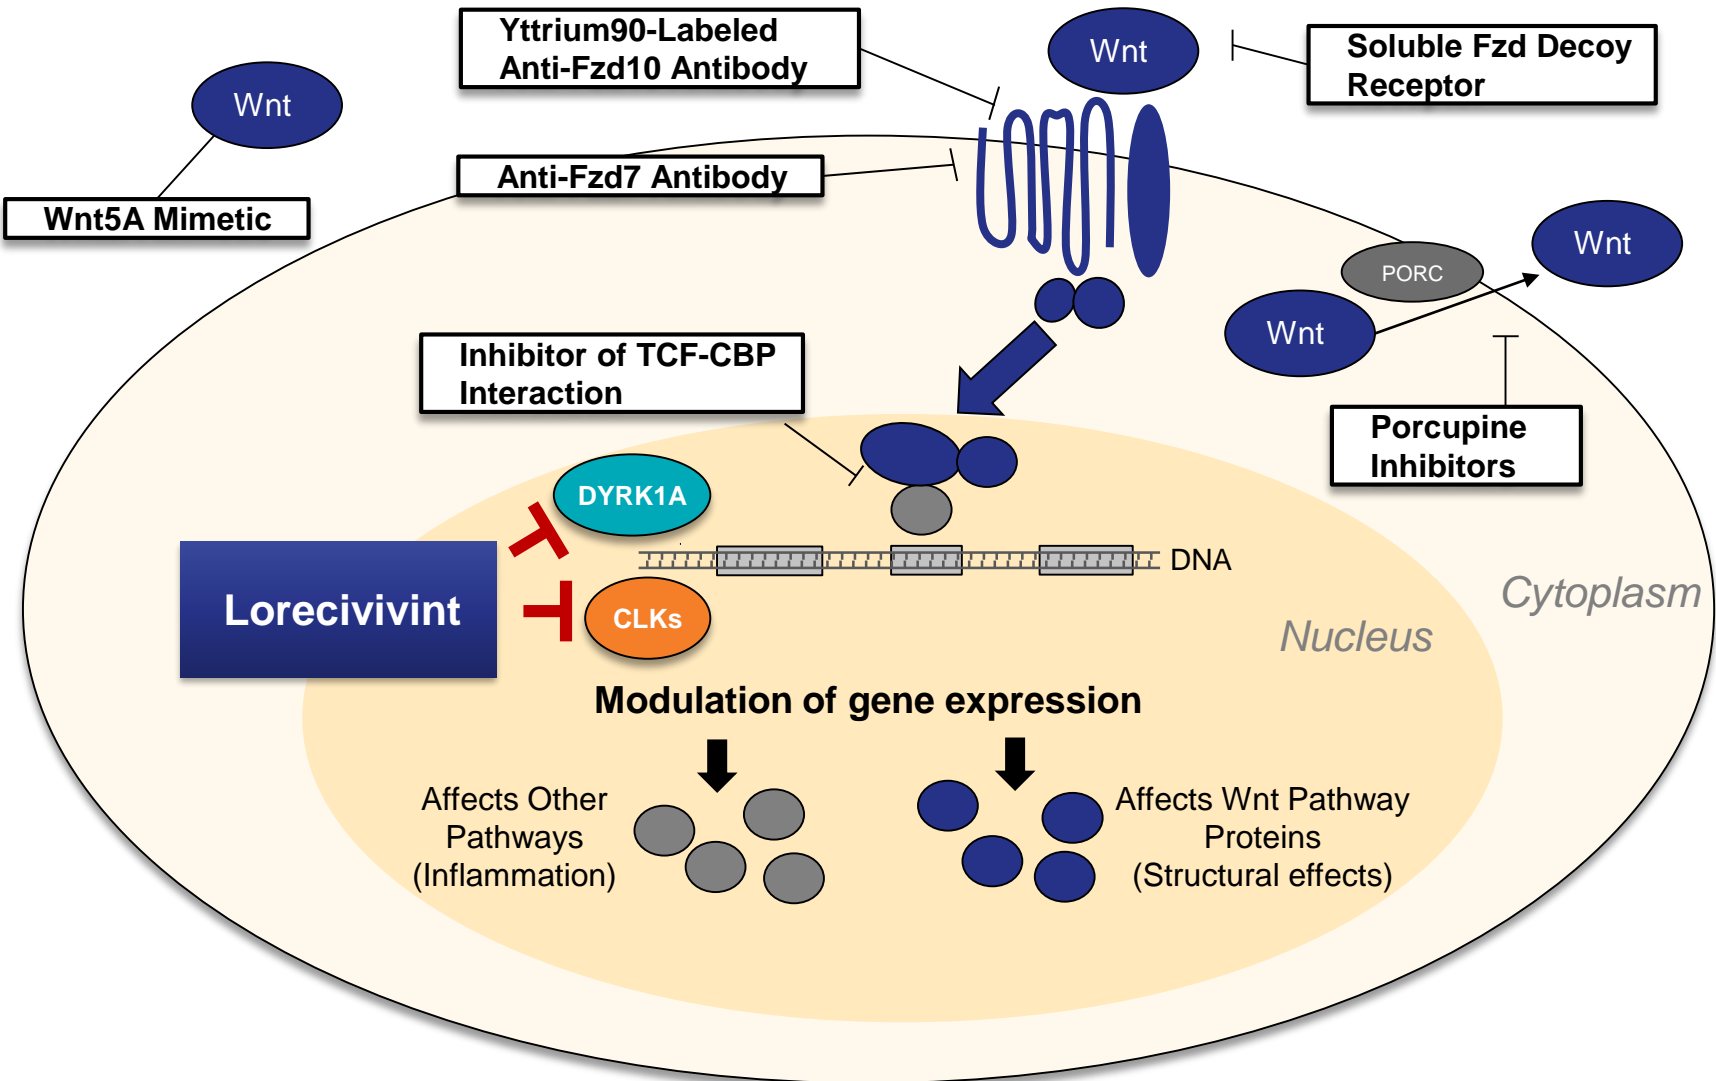 Yttrium90-Labeled
Anti-Fzd10 Antibody
Wnt
Soluble Fzd Decoy
Receptor
Wnt
Anti-Fzd7 Antibody
Wnt5A Mimetic
Wnt
PORC
Wnt
Inhibitor of TCF-CBP
Interaction
Porcupine
Inhibitors
DYRK1A
DNA
Lorecivivint
CLKs
Cytoplasm
Nucleus
Modulation of gene expression
Affects Other
Pathways
(Inflammation)
Affects Wnt Pathway
Proteins
(Structural effects)